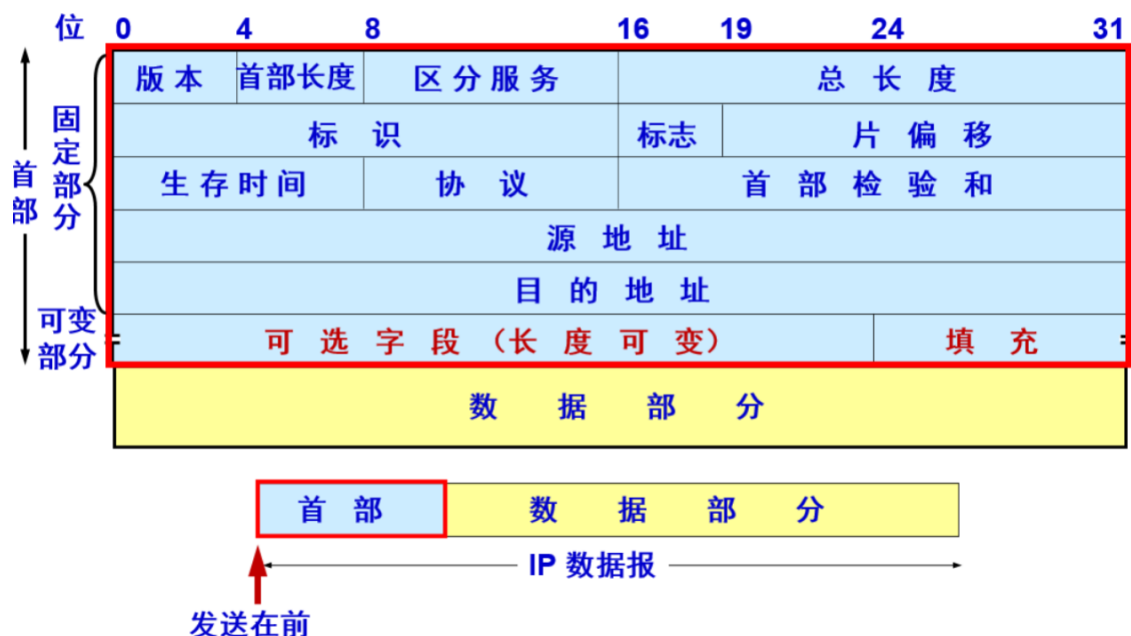 位 0 4 8 16 19 24 31
版本 首部长度 区分服务 总长度
标识 标志 片偏移
生存时间 协议 首部检验和
源地址
目的地址
可选字段（长度可变） 填充
数据部分
首部
固定部分
可变部分
首部 数据部分
IP 数据报
发送在前